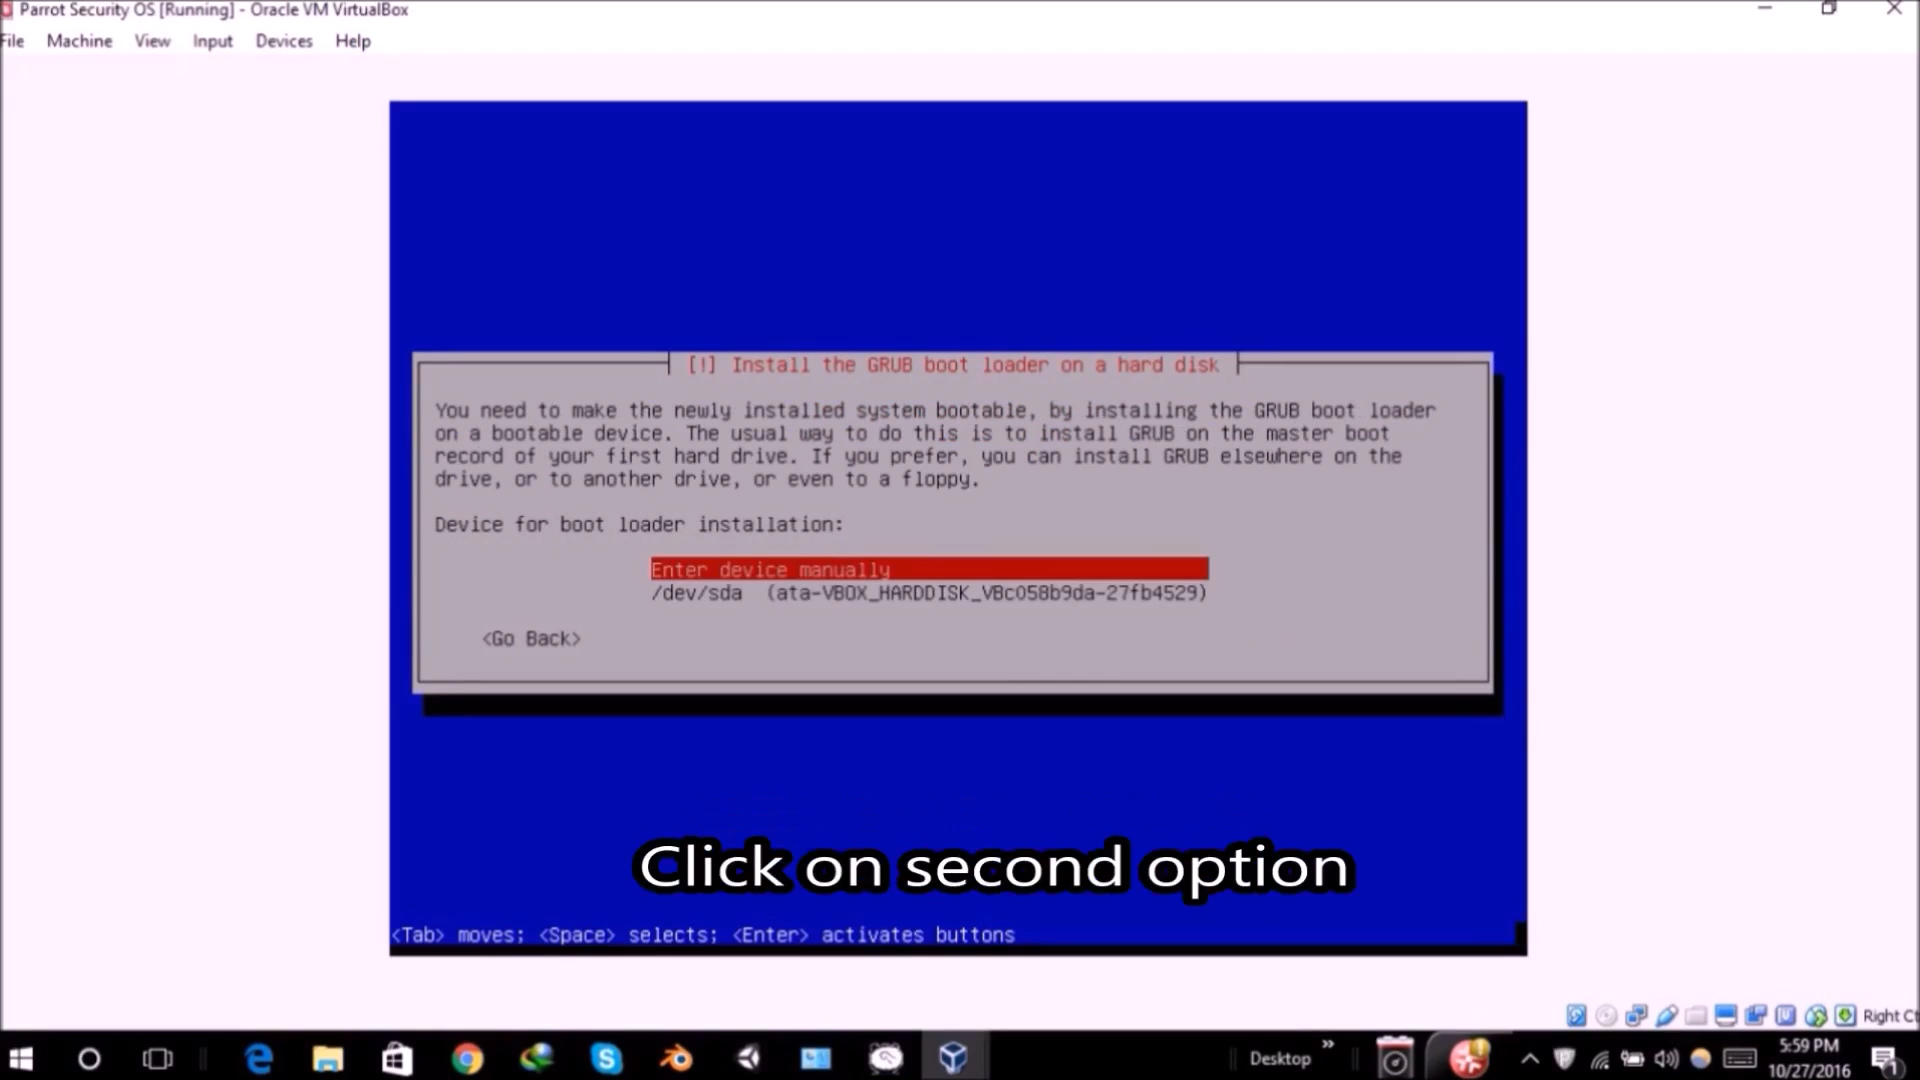 Parrot Security OS [Running] - Oracle VM VirtualBox
File Machine View Input Devices Help
[!] Install the GRUB boot loader on a hard disk
You need to make the newly installed system bootable, by installing the GRUB boot loader
on a bootable device. The usual way to do this is to install GRUB on the master boot
record of your first hard drive. If you prefer, you can install GRUB elsewhere on the
drive, or to another drive, or even to a floppy.
Device for boot loader installation:
Enter device manually
/dev/sda (ata-VBOX_HARDDISK_VBc058b9da-27fb4529)
<Go Back>
Click on second option
<Tab> moves; <Space> selects; <Enter> activates buttons
Right Ct
Desktop
5:59 PM
10/27/2016
1